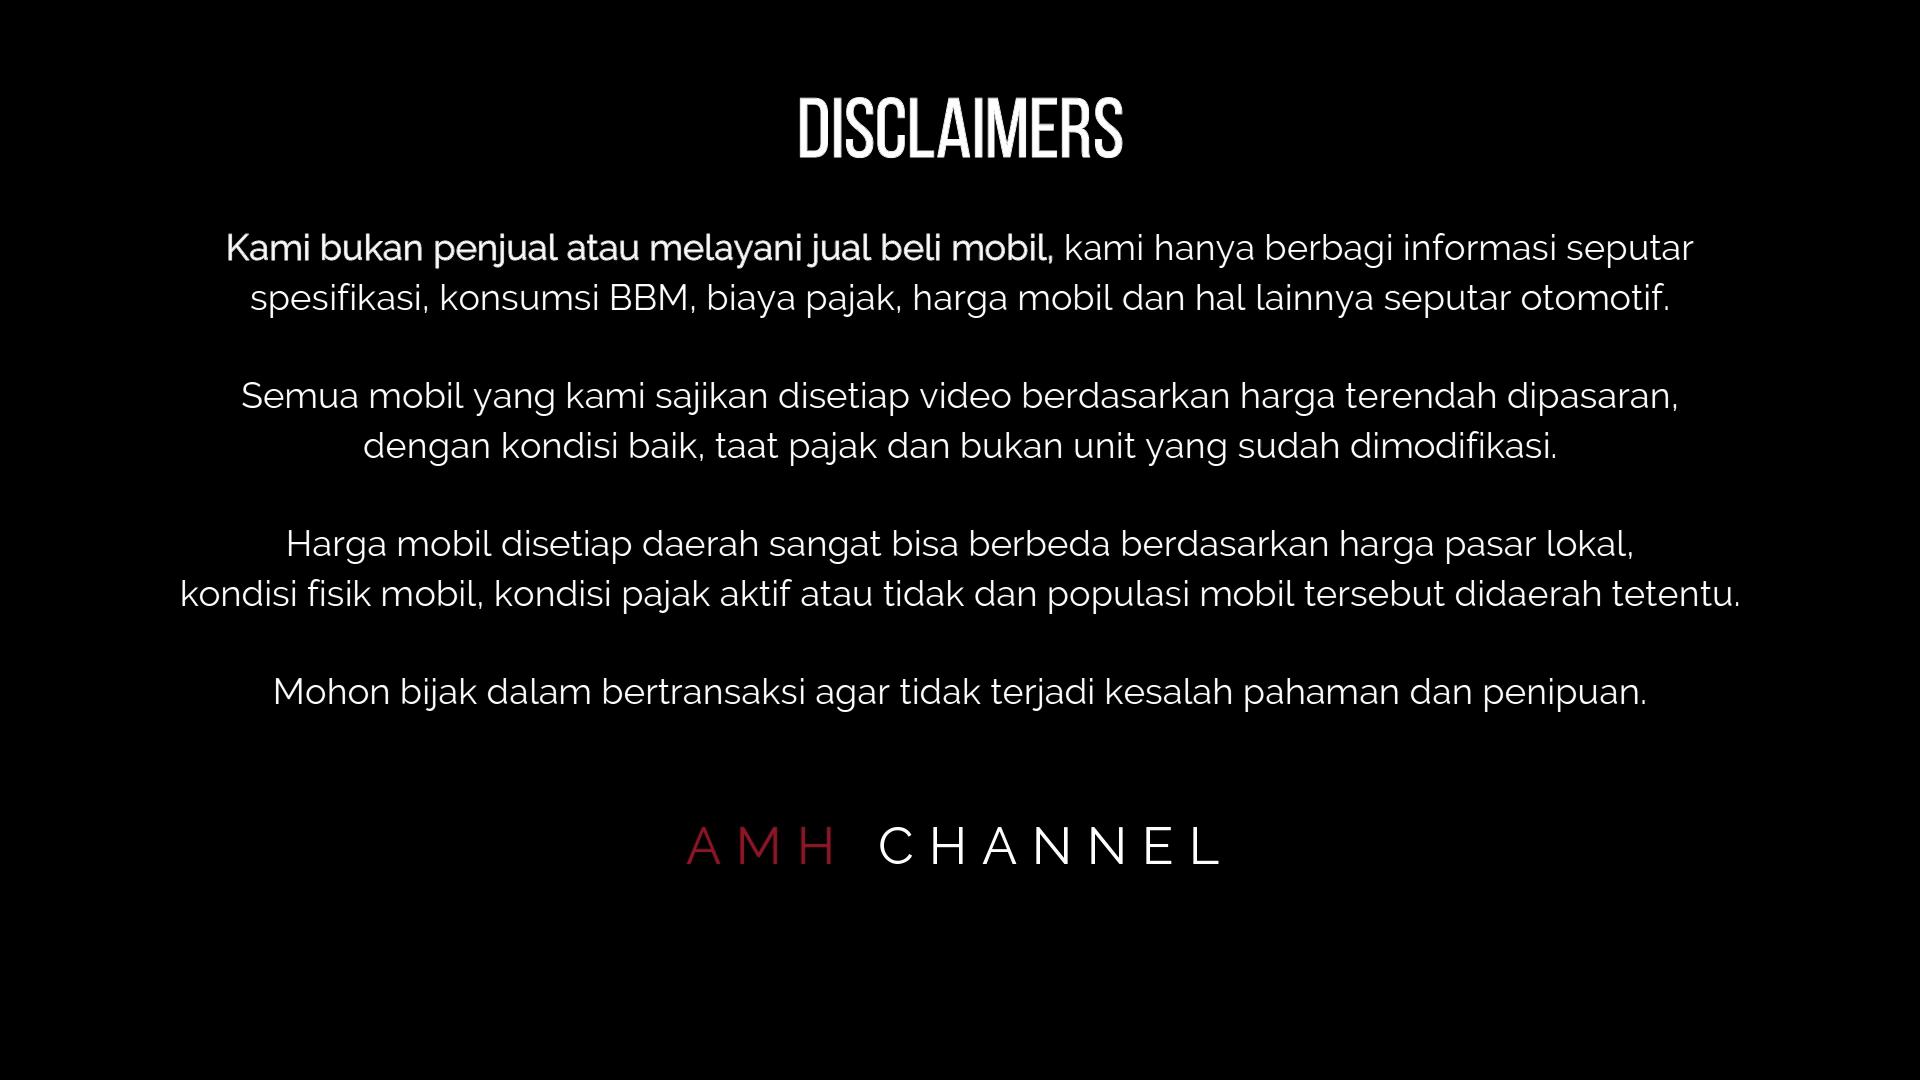 DISCLAIMERS
Kami bukan penjual atau melayani jual beli mobil, kami hanya berbagi informasi seputar
spesifikasi, konsumsi BBM, biaya pajak, harga mobil dan hal lainnya seputar otomotif.
Semua mobil yang kami sajikan disetiap video berdasarkan harga terendah dipasaran,
dengan kondisi baik, taat pajak dan bukan unit yang sudah dimodifikasi.
Harga mobil disetiap daerah sangat bisa berbeda berdasarkan harga pasar lokal,
kondisi fisik mobil, kondisi pajak aktif atau tidak dan populasi mobil tersebut didaerah tetentu.
Mohon bijak dalam bertransaksi agar tidak terjadi kesalah pahaman dan penipuan.
AMH CHANNEL